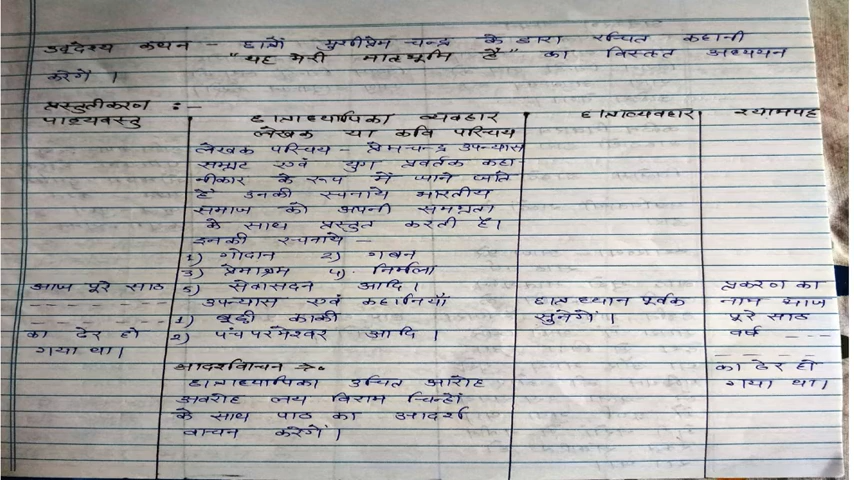 उद्देश्य कथन - छात्रों मुंशीप्रेम चन्द्र के द्वारा रचित कहानी
"यह मेरी मातृभूमि है" का विस्तृत अध्ययन
करेंगे ।
प्रस्तुतीकरण :-
पाठ्यवस्तु
छात्राध्यापिका व्यवहार
छात्रव्यवहार
श्यामपट्ट
लेखक या कवि परिचय
लेखक परिचय - प्रेमचन्द्र उपन्यास
सम्राट एवं युग प्रवर्तक कहा-
नीकार के रूप में जाने जाते
है उनकी रचनाये भारतीय
समाज को अपनी समग्रता
के साथ प्रस्तुत करती है।
इनकी रचनाये -
1) गोदान 2) गबन
3) प्रेमाश्रम 4) निर्मला
5) सेवासदन आदि।
उपन्यास एवं कहानियाँ
1) बूढ़ी काकी
2) पंचपरमेश्वर आदि ।
आज पूरे साठ
का ढेर हो
गया था।
छात्र ध्यान पूर्वक
सुनेगें ।
प्रकरण का
नाम आज
पूरे साठ
वर्ष
का ढेर हो
गया था।
आदर्शवाचन :-
छात्राध्यापिका उचित आरोह
अवरोह लय विराम चिन्हों
के साथ पाठ का आदर्श
वाचन करेगें ।